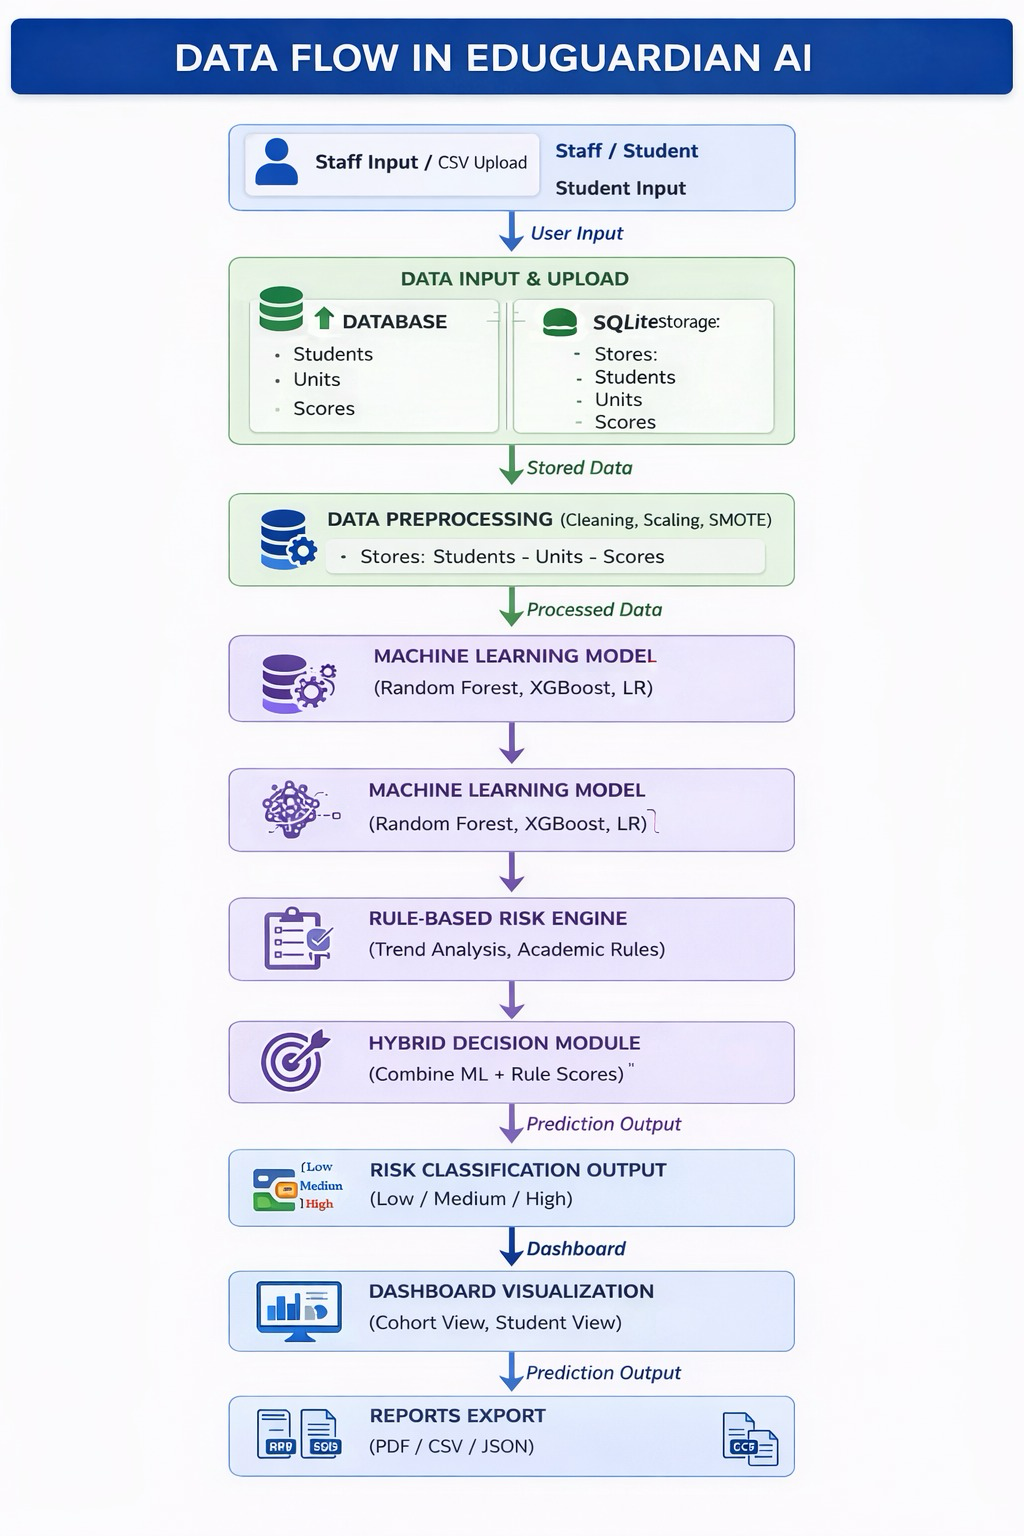 DATA FLOW IN EDUGUARDIAN AI
Staff Input / CSV Upload
Staff / Student
Student Input
User Input
DATA INPUT & UPLOAD
DATABASE
• Students
• Units
• Scores
SQLitestorage:
- Stores:
- Students
- Units
- Scores
Stored Data
DATA PREPROCESSING (Cleaning, Scaling, SMOTE)
• Stores: Students - Units - Scores
Processed Data
MACHINE LEARNING MODEL
(Random Forest, XGBoost, LR)
MACHINE LEARNING MODEL
(Random Forest, XGBoost, LR)
RULE-BASED RISK ENGINE
(Trend Analysis, Academic Rules)
HYBRID DECISION MODULE
(Combine ML + Rule Scores) "
Prediction Output
Low
Mediun
High
RISK CLASSIFICATION OUTPUT
(Low / Medium / High)
Dashboard
DASHBOARD VISUALIZATION
(Cohort View, Student View)
Prediction Output
REPORTS EXPORT
(PDF / CSV / JSON)